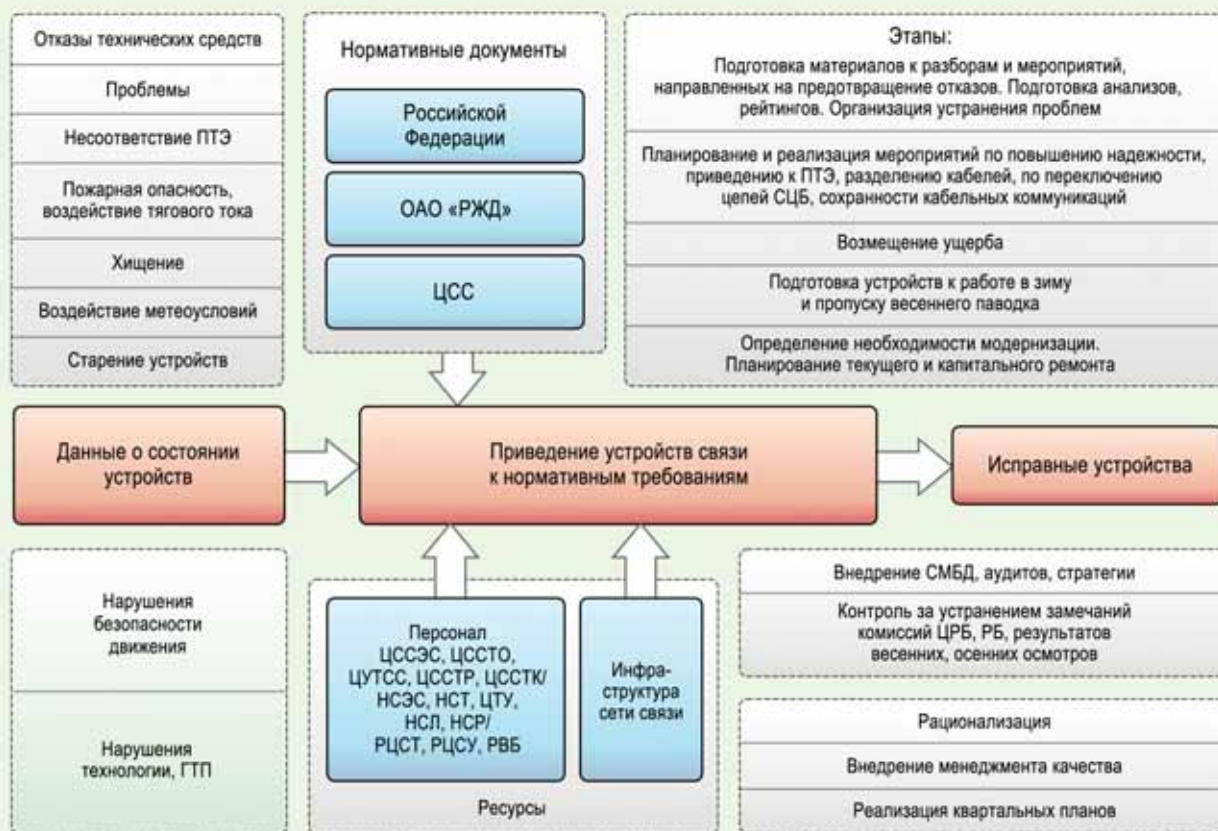 Отказы технических средств
Проблемы
Несоответствие ПТЭ
Пожарная опасность,
воздействие тягового тока
Хищение
Воздействие метеоусловий
Старение устройств
Нормативные документы
Российской
Федерации
ОАО «РЖД»
ЦСС
Этапы:
Подготовка материалов к разборам и мероприятий,
направленных на предотвращение отказов. Подготовка анализов,
рейтингов. Организация устранения проблем
Планирование и реализация мероприятий по повышению надежности,
приведению к ПТЭ, разделению кабелей, по переключению
цепей СЦБ, сохранности кабельных коммуникаций
Возмещение ущерба
Подготовка устройств к работе в зиму
и пропуску весеннего паводка
Определение необходимости модернизации.
Планирование текущего и капитального ремонта
Данные о состоянии
устройств
Приведение устройств связи
к нормативным требованиям
Исправные устройства
Нарушения
безопасности
движения
Нарушения
технологии, ГТП
Персонал
ЦССЭС, ЦССТО,
ЦУТСС, ЦССТР, ЦССТК/
НСЭС, НСТ, ЦТУ,
НСЛ, НСР/
РЦСТ, РЦСУ, РВБ
Инфра-
структура
сети связи
Ресурсы
Внедрение СМБД, аудитов, стратегии
Контроль за устранением замечаний
комиссий ЦРБ, РБ, результатов
весенних, осенних осмотров
Рационализация
Внедрение менеджмента качества
Реализация квартальных планов